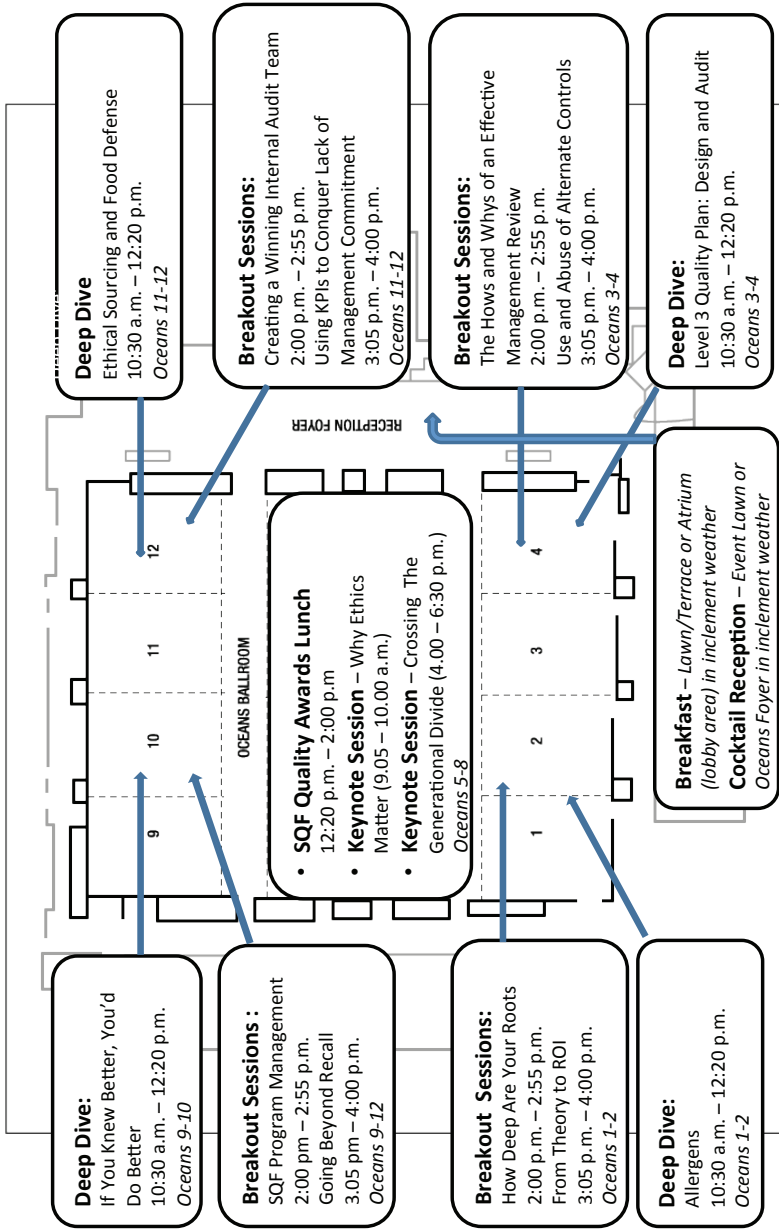 Deep Dive:
If You Knew Better, You'd
Do Better
10:30 a.m. – 12:20 p.m.
Oceans 9-10
Breakout Sessions :
SQF Program Management
2:00 pm – 2:55 p.m.
Going Beyond Recall
3.05 pm – 4:00 p.m.
Oceans 9-12
Breakout Sessions:
How Deep Are Your Roots
2:00 p.m. – 2:55 p.m.
From Theory to ROI
3:05 p.m. – 4:00 p.m.
Oceans 1-2
Deep Dive:
Allergens
10:30 a.m. – 12:20 p.m.
Oceans 1-2
9
10
11
12
OCEANS BALLROOM
• SQF Quality Awards Lunch
12:20 p.m. – 2:00 p.m
• Keynote Session – Why Ethics
Matter (9.05 – 10.00 a.m.)
• Keynote Session – Crossing The
Generational Divide (4.00 – 6:30 p.m.)
Oceans 5-8
1
2
3
4
RECEPTION FOYER
Breakfast – Lawn/Terrace or Atrium
(lobby area) in inclement weather
Cocktail Reception – Event Lawn or
Oceans Foyer in inclement weather
Deep Dive
Ethical Sourcing and Food Defense
10:30 a.m. – 12:20 p.m.
Oceans 11-12
Breakout Sessions:
Creating a Winning Internal Audit Team
2:00 p.m. – 2:55 p.m.
Using KPIs to Conquer Lack of
Management Commitment
3:05 p.m. – 4:00 p.m.
Oceans 11-12
Breakout Sessions:
The Hows and Whys of an Effective
Management Review
2:00 p.m. – 2:55 p.m.
Use and Abuse of Alternate Controls
3:05 p.m. – 4:00 p.m.
Oceans 3-4
Deep Dive:
Level 3 Quality Plan: Design and Audit
10:30 a.m. – 12:20 p.m.
Oceans 3-4